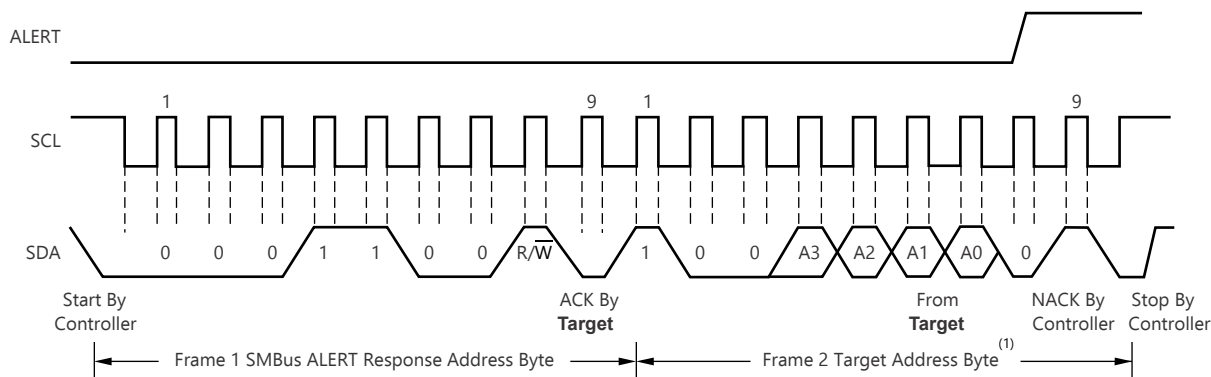 ALERT
1 9 1 9
SCL
SDA 0 0 0 1 1 0 0 R/W̅ 1 0 0 A3 A2 A1 A0 0
Start By
Controller
ACK By
Target
From
Target
NACK By
Controller
Stop By
Controller
Frame 1 SMBus ALERT Response Address Byte
Frame 2 Target Address Byte(1)